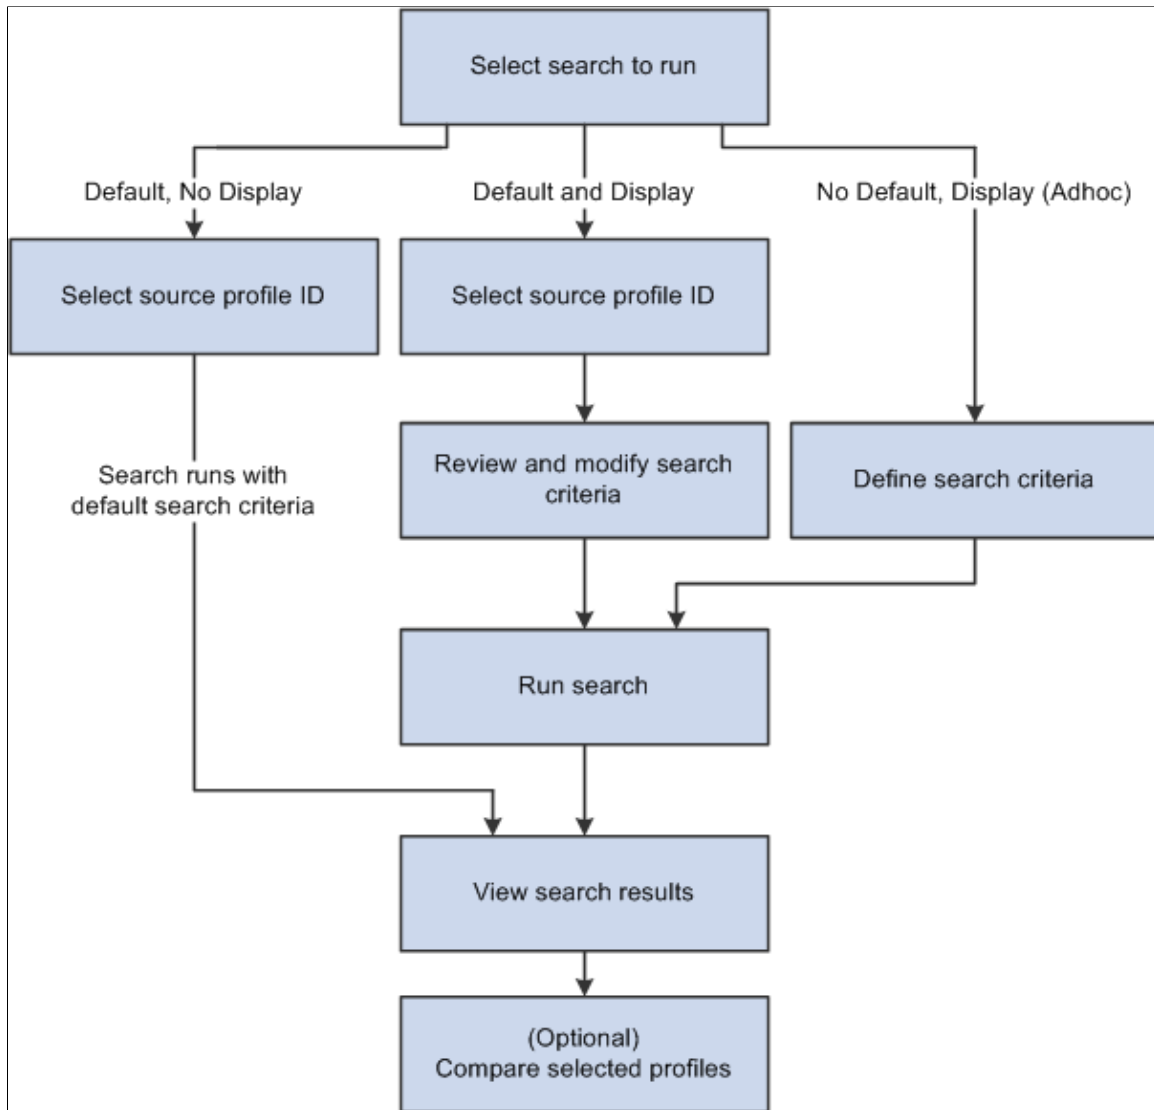 Select search to run
Default, No Display
Default and Display
No Default, Display (Adhoc)
Select source profile ID
Select source profile ID
Search runs with
default search criteria
Review and modify search
criteria
Define search criteria
Run search
View search results
(Optional)
Compare selected profiles